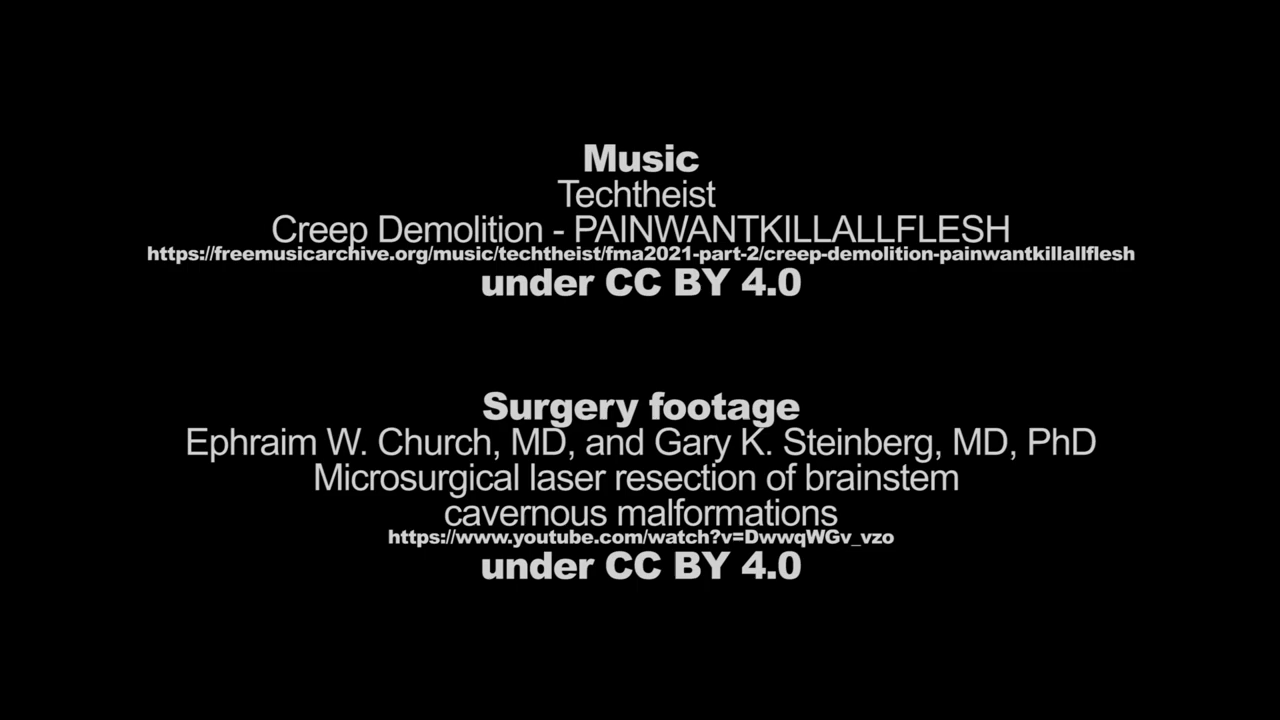 Music
Techtheist
Creep Demolition - PAINWANTKILLALLFLESH
https://freemusicarchive.org/music/techtheist/fma2021-part-2/creep-demolition-painwantkillallflesh
under CC BY 4.0
Surgery footage
Ephraim W. Church, MD, and Gary K. Steinberg, MD, PhD
Microsurgical laser resection of brainstem
cavernous malformations
https://www.youtube.com/watch?v=DwwqWGv_vzo
under CC BY 4.0